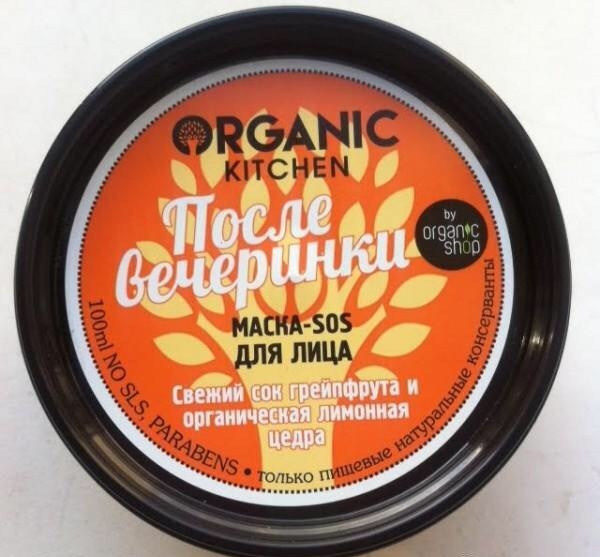 ORGANIC
KITCHEN
После
вечеринки
by
organic
shop
МАСКА-SOS
ДЛЯ ЛИЦА
Свежий сок грейпфрута и
органическая лимонная
цедра
100ml NO SLS, PARABENS • только пищевые натуральные консерванты